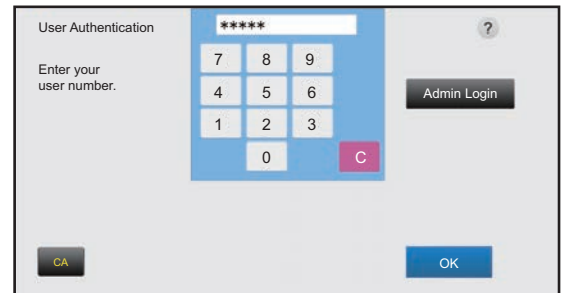 User Authentication
*****
?
Enter your
user number.
7 8 9
4 5 6
Admin Login
1 2 3
0 C
CA
OK